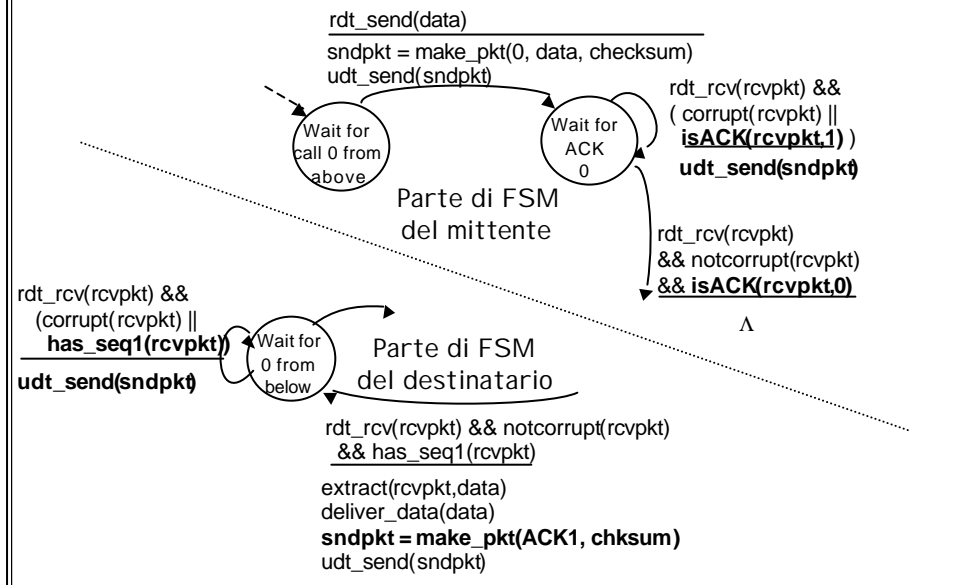 rdt_send(data)
sndpkt = make_pkt(0, data, checksum)
udt_send(sndpkt)
Wait for
call 0 from
above
Wait for
ACK
0
rdt_rcv(rcvpkt) &&
( corrupt(rcvpkt) ||
isACK(rcvpkt,1) )
udt_send(sndpkt)
Parte di FSM
del mittente
rdt_rcv(rcvpkt)
&& notcorrupt(rcvpkt)
&& isACK(rcvpkt,0)
Λ
rdt_rcv(rcvpkt) &&
(corrupt(rcvpkt) ||
has_seq1(rcvpkt))
udt_send(sndpkt)
Wait for
0 from
below
Parte di FSM
del destinatario
rdt_rcv(rcvpkt) && notcorrupt(rcvpkt)
&& has_seq1(rcvpkt)
extract(rcvpkt,data)
deliver_data(data)
sndpkt = make_pkt(ACK1, chksum)
udt_send(sndpkt)